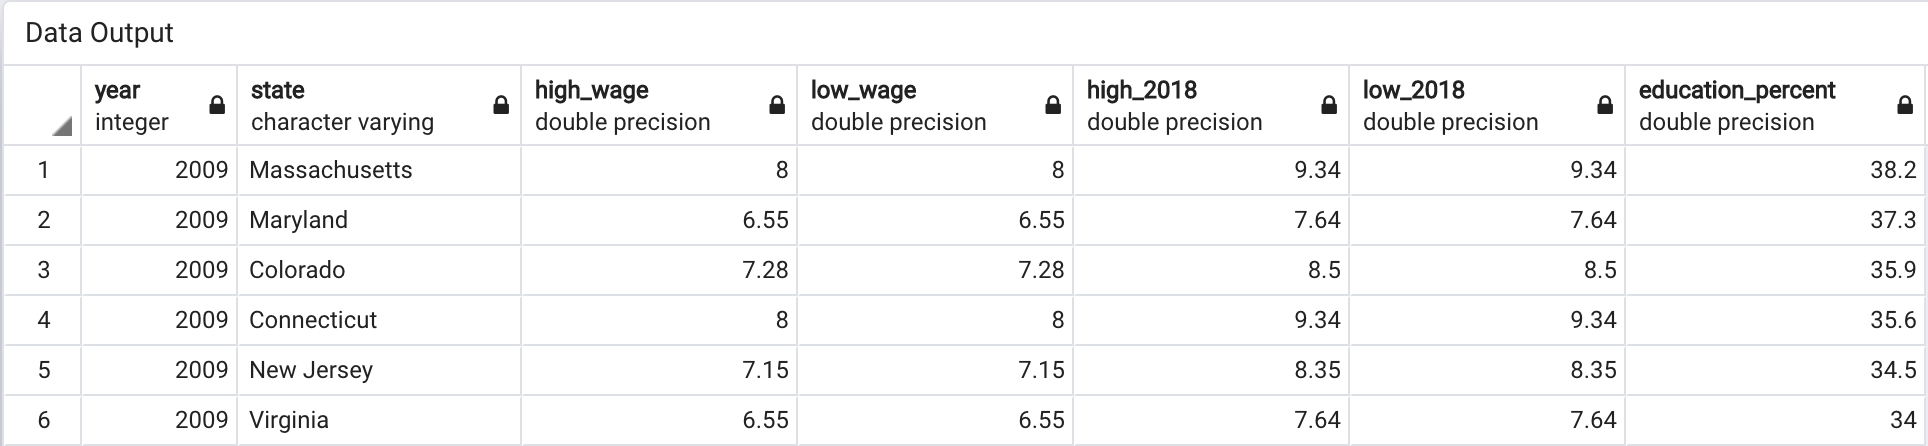 Data Output
year state high_wage low_wage high_2018 low_2018 education_percent
integer character varying double precision double precision double precision double precision double precision
1 2009 Massachusetts 8 8 9.34 9.34 38.2
2 2009 Maryland 6.55 6.55 7.64 7.64 37.3
3 2009 Colorado 7.28 7.28 8.5 8.5 35.9
4 2009 Connecticut 8 8 9.34 9.34 35.6
5 2009 New Jersey 7.15 7.15 8.35 8.35 34.5
6 2009 Virginia 6.55 6.55 7.64 7.64 34